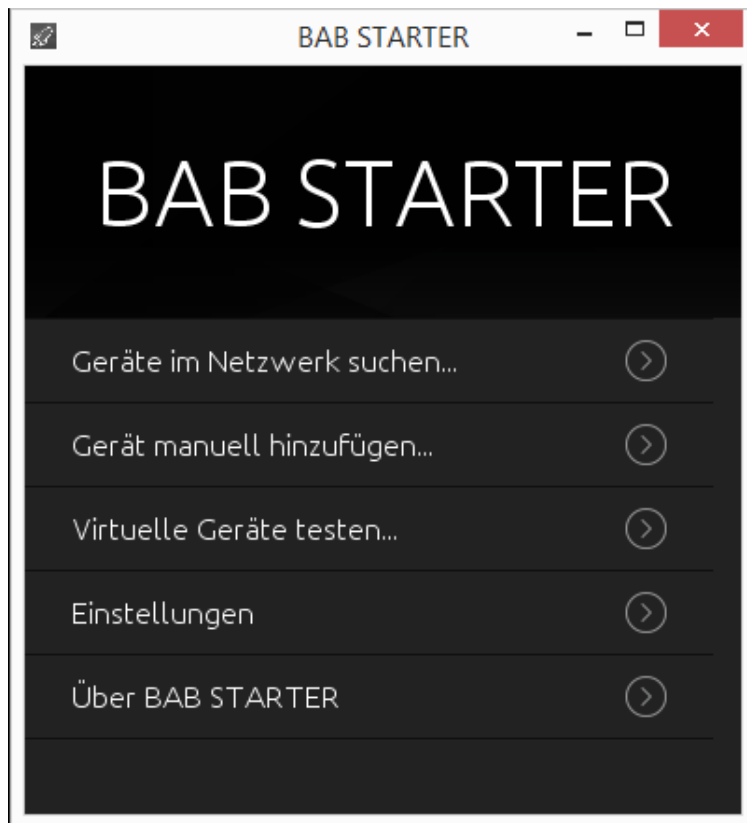 BAB STARTER
BAB STARTER
Geräte im Netzwerk suchen...
Gerät manuell hinzufügen...
Virtuelle Geräte testen...
Einstellungen
Über BAB STARTER